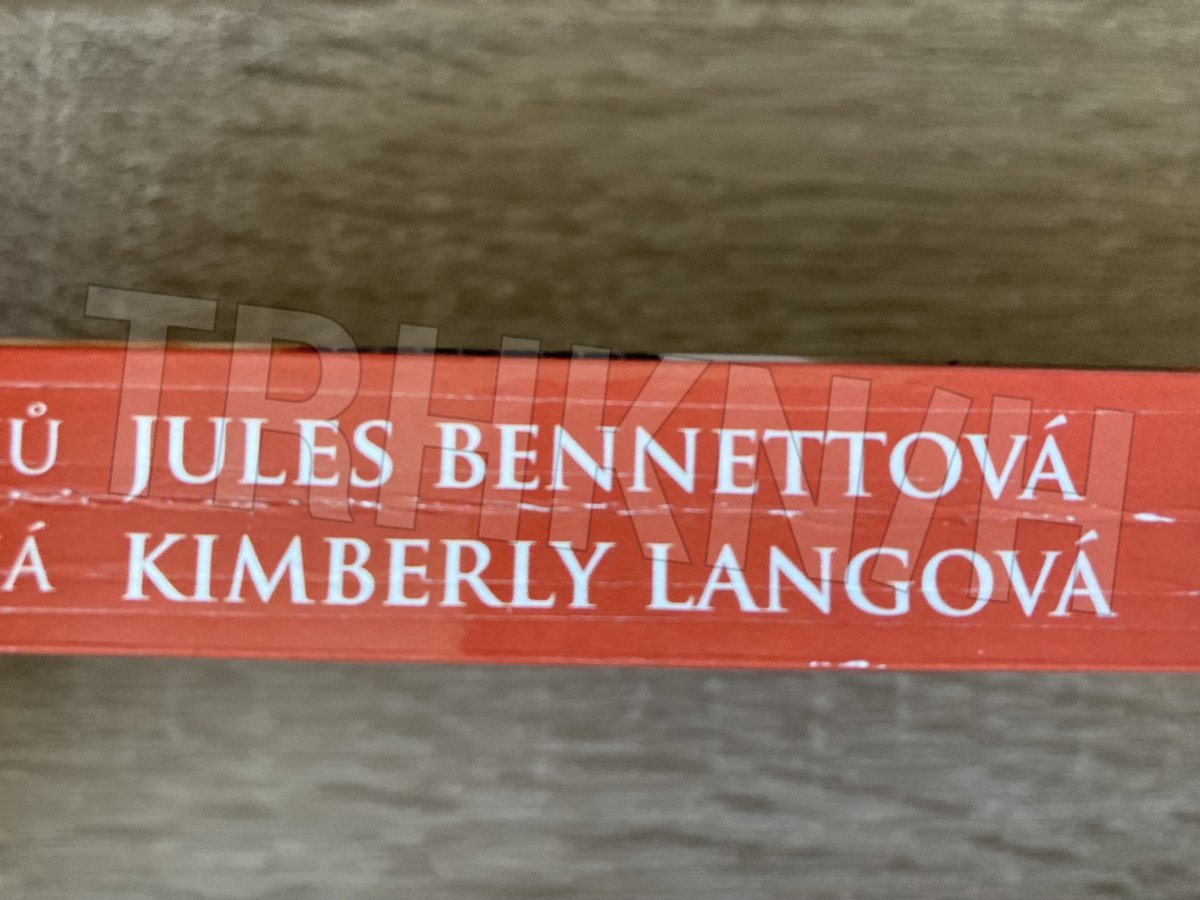 Ů JULES BENNETTOVÁ
Á KIMBERLY LANGOVÁ
TRHKNIH